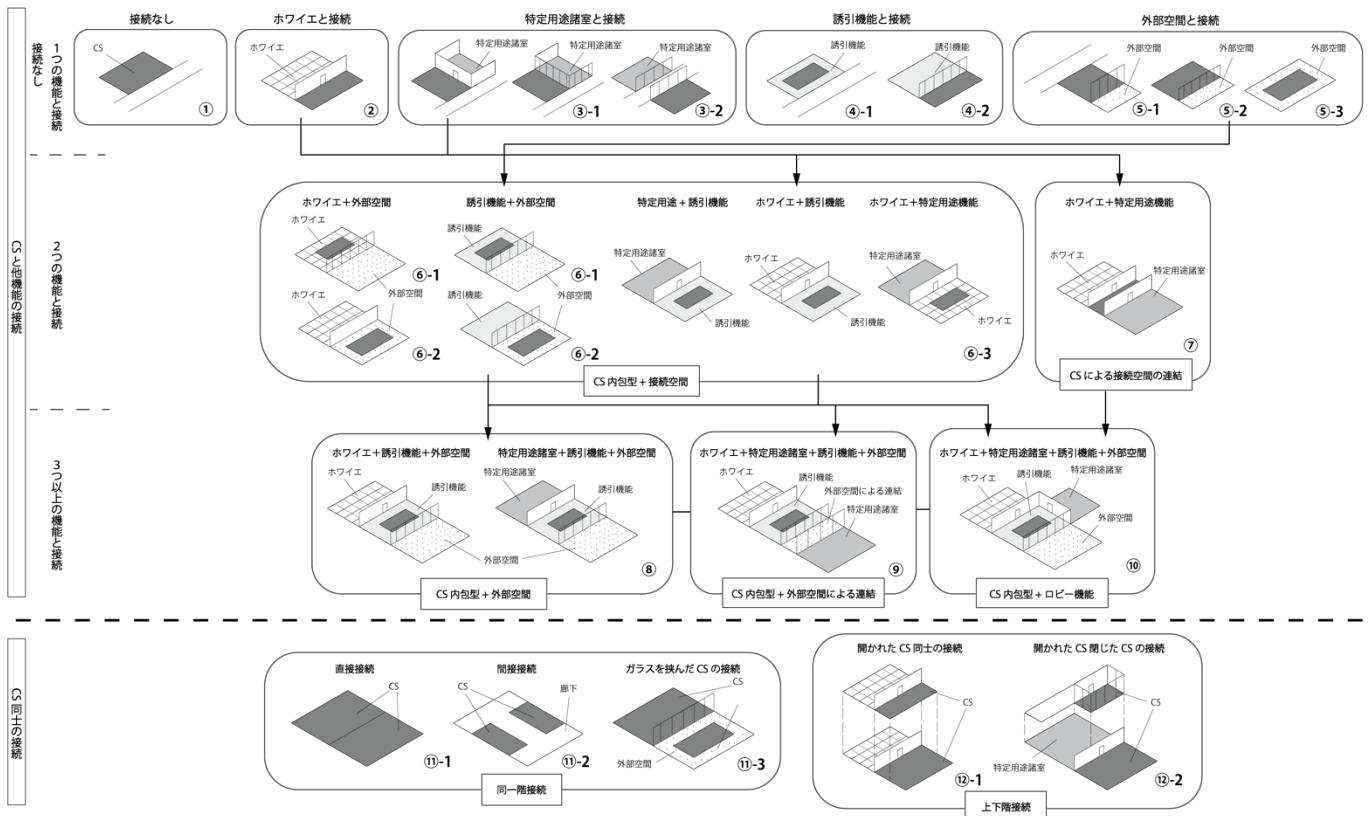 接続なし
ホワイエと接続
特定用途諸室と接続
誘引機能と接続
外部空間と接続
CSと他機能の接続
1つの機能と接続
接続なし
CS
①
ホワイエ
②
特定用途諸室
特定用途諸室
特定用途諸室
③-1
③-2
誘引機能
誘引機能
④-1
④-2
外部空間
外部空間
外部空間
⑤-1
⑤-2
⑤-3
2つの機能と接続
ホワイエ+外部空間
誘引機能+外部空間
特定用途+誘引機能
ホワイエ+誘引機能
ホワイエ+特定用途機能
ホワイエ
⑥-1
外部空間
ホワイエ
⑥-2
誘引機能
⑥-1
外部空間
誘引機能
⑥-2
特定用途諸室
誘引機能
ホワイエ
誘引機能
特定用途諸室
ホワイエ
⑥-3
CS内包型+接続空間
ホワイエ+特定用途機能
ホワイエ
特定用途諸室
⑦
CSによる接続空間の連結
3つ以上の機能と接続
ホワイエ+誘引機能+外部空間
特定用途諸室+誘引機能+外部空間
ホワイエ
誘引機能
特定用途諸室
誘引機能
外部空間
⑧
CS内包型+外部空間
ホワイエ+特定用途諸室+誘引機能+外部空間
ホワイエ
誘引機能
外部空間による連結
特定用途諸室
⑨
CS内包型+外部空間による連結
ホワイエ+特定用途諸室+誘引機能+外部空間
ホワイエ
誘引機能
特定用途諸室
外部空間
⑩
CS内包型+ロビー機能
CS同士の接続
直接接続
間接接続
ガラスを挟んだCSの接続
CS
⑪-1
CS
廊下
⑪-2
CS
外部空間
⑪-3
同一階接続
開かれたCS同士の接続
開かれたCS閉じたCSの接続
CS
⑫-1
CS
特定用途諸室
⑫-2
上下階接続